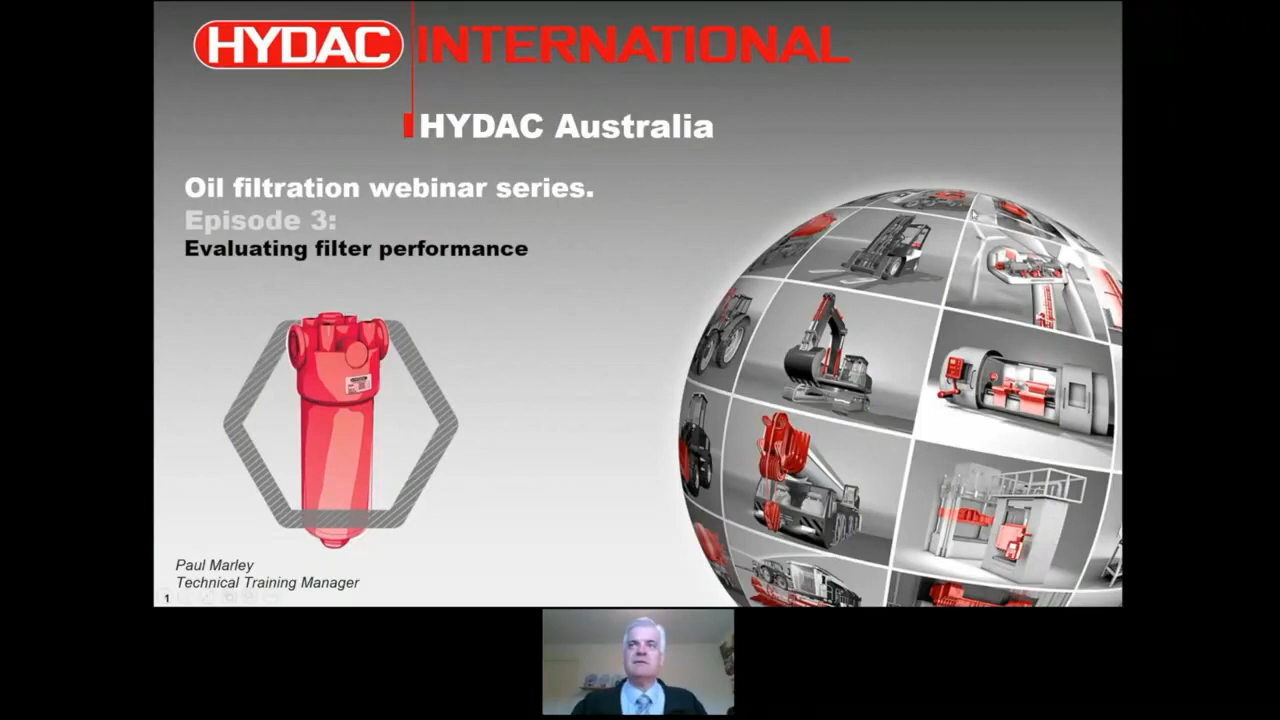 HYDAC INTERNATIONAL
HYDAC Australia
Oil filtration webinar series.
Episode 3:
Evaluating filter performance
Paul Marley
Technical Training Manager
1